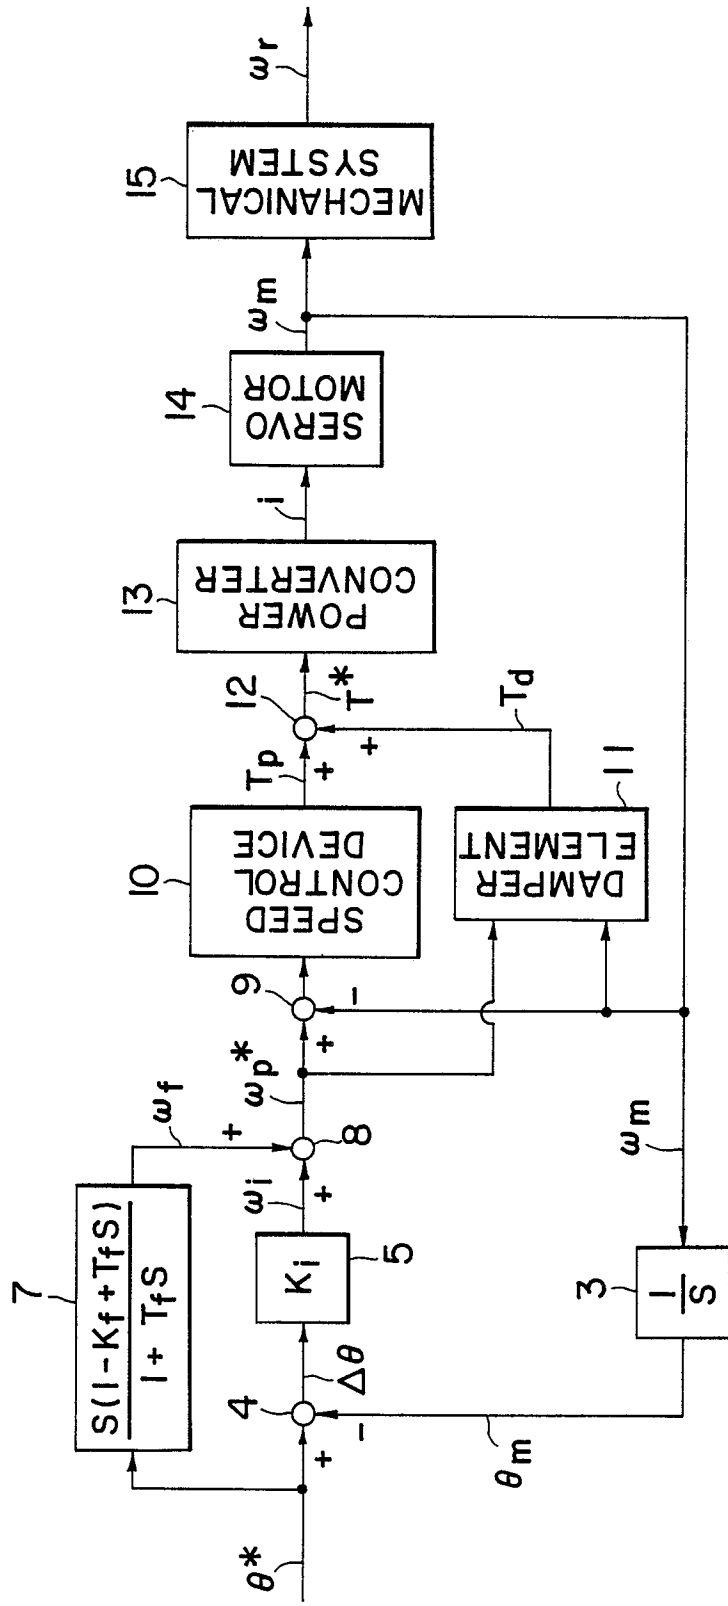 7
S(1-Kf+TfS)
1+TfS
ωf
+
θ*
+
4
-
Δθ
Ki
5
ωi
+
8
ωp*
+
9
-
10
SPEED
CONTROL
DEVICE
Tp
+
12
+
T*
Td
DAMPER
ELEMENT
11
13
POWER
CONVERTER
i
14
SERVO
MOTOR
ωm
15
MECHANICAL
SYSTEM
ωr
θm
3
1
S
ωm